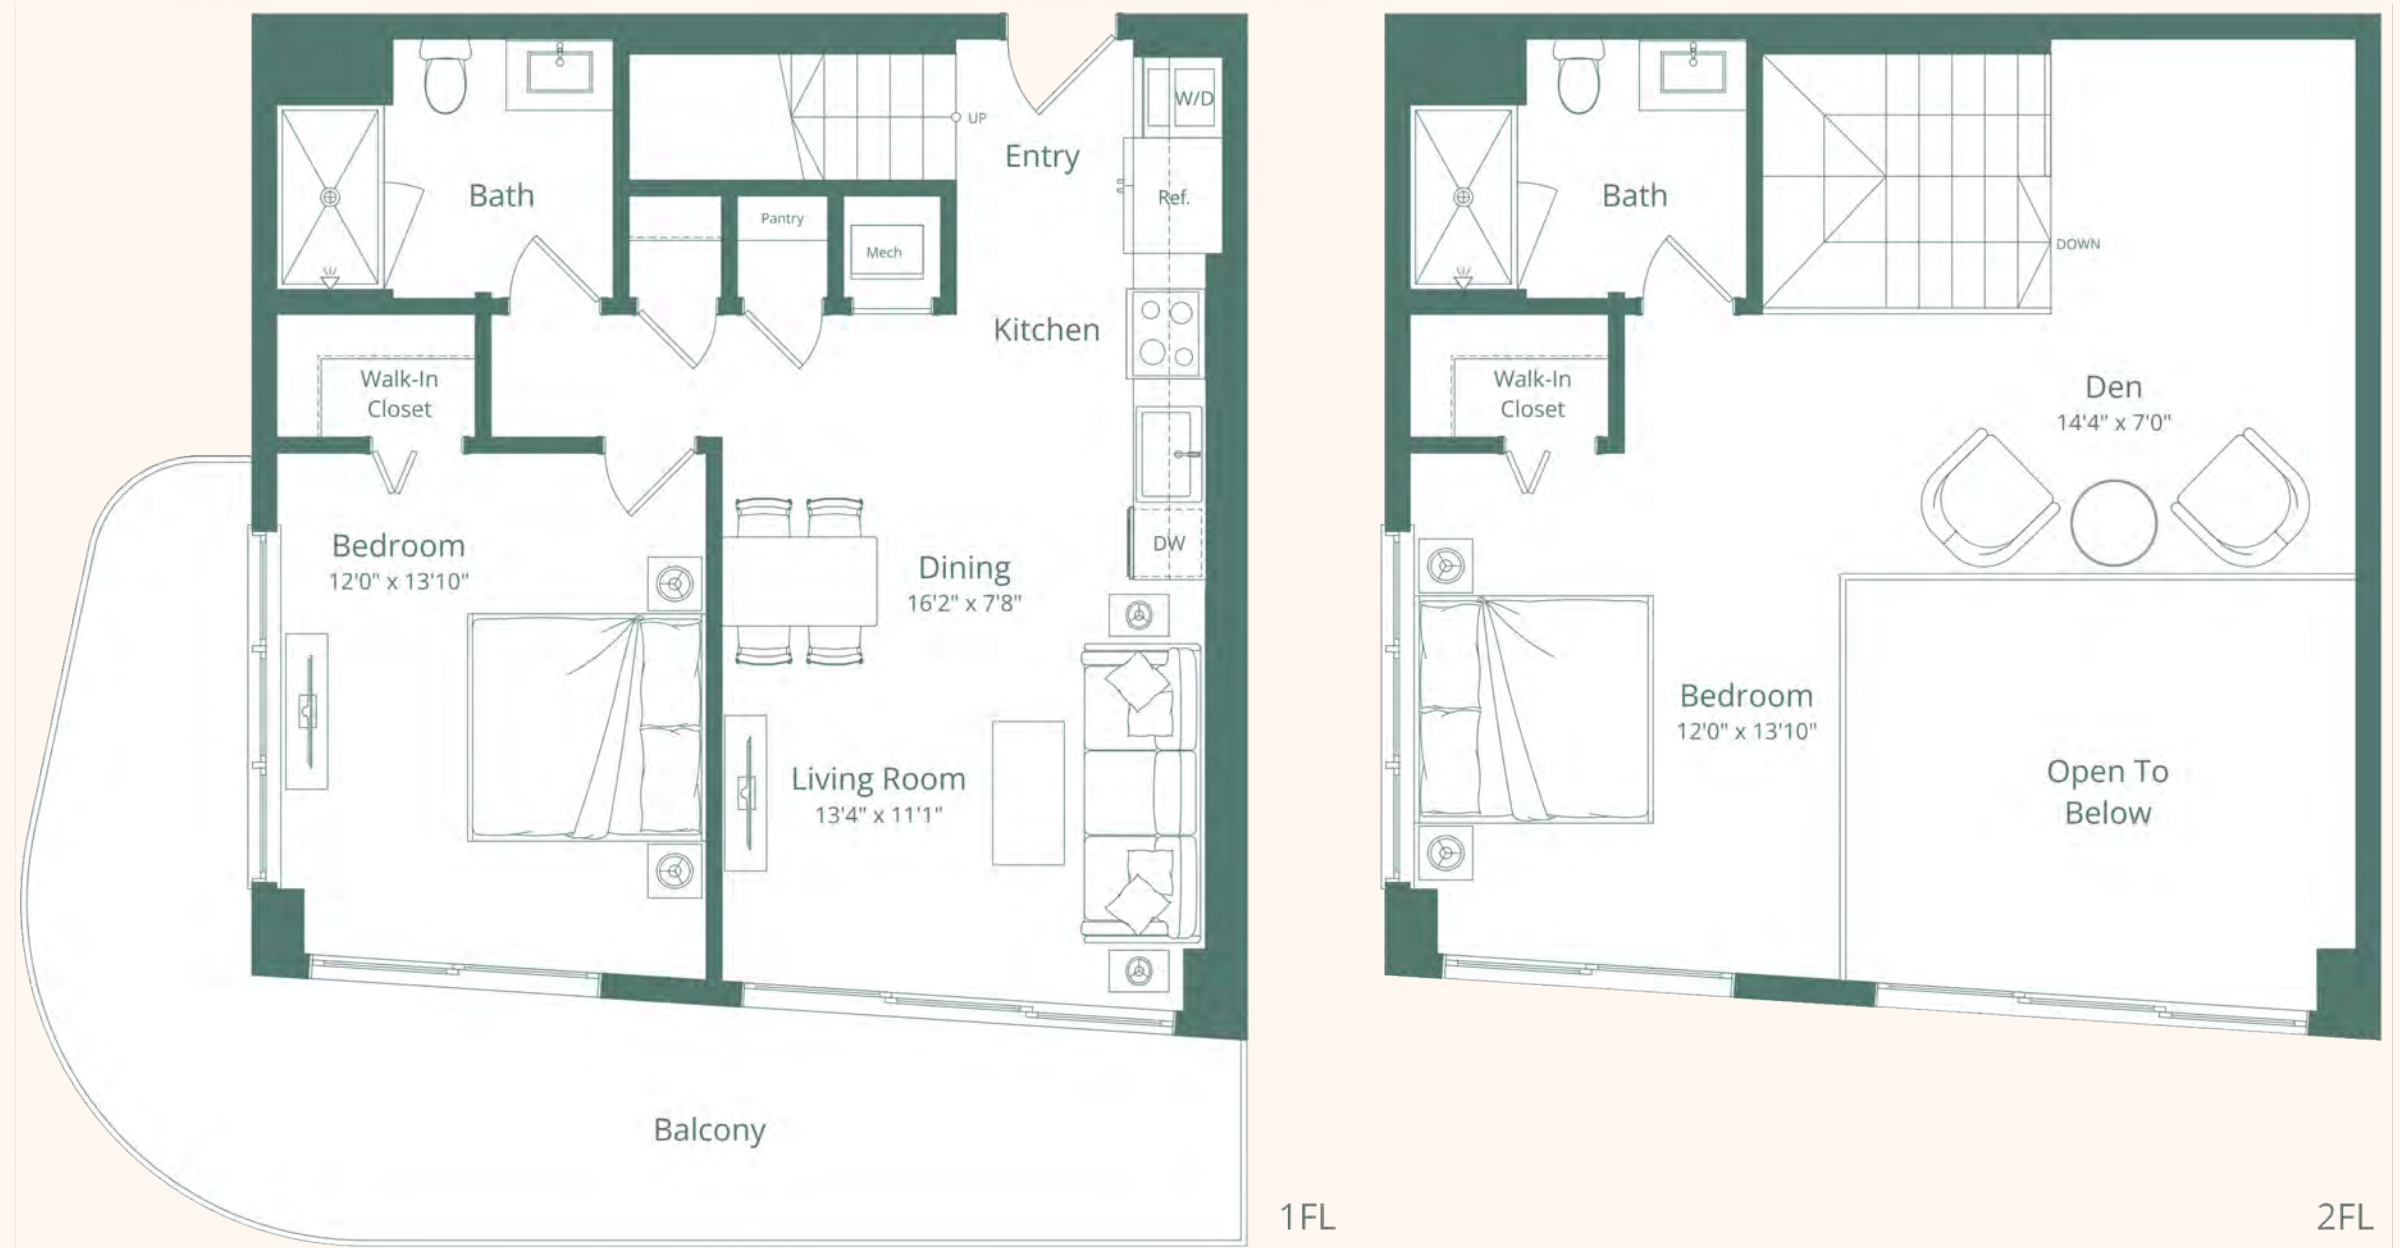 UP
W/D
Entry
Bath
Ref.
Pantry
Mech
Kitchen
Walk-In
Closet
Bedroom
12'0" x 13'10"
DW
Dining
16'2" x 7'8"
Living Room
13'4" x 11'1"
Balcony
1FL
Bath
DOWN
Walk-In
Closet
Den
14'4" x 7'0"
Bedroom
12'0" x 13'10"
Open To
Below
2FL